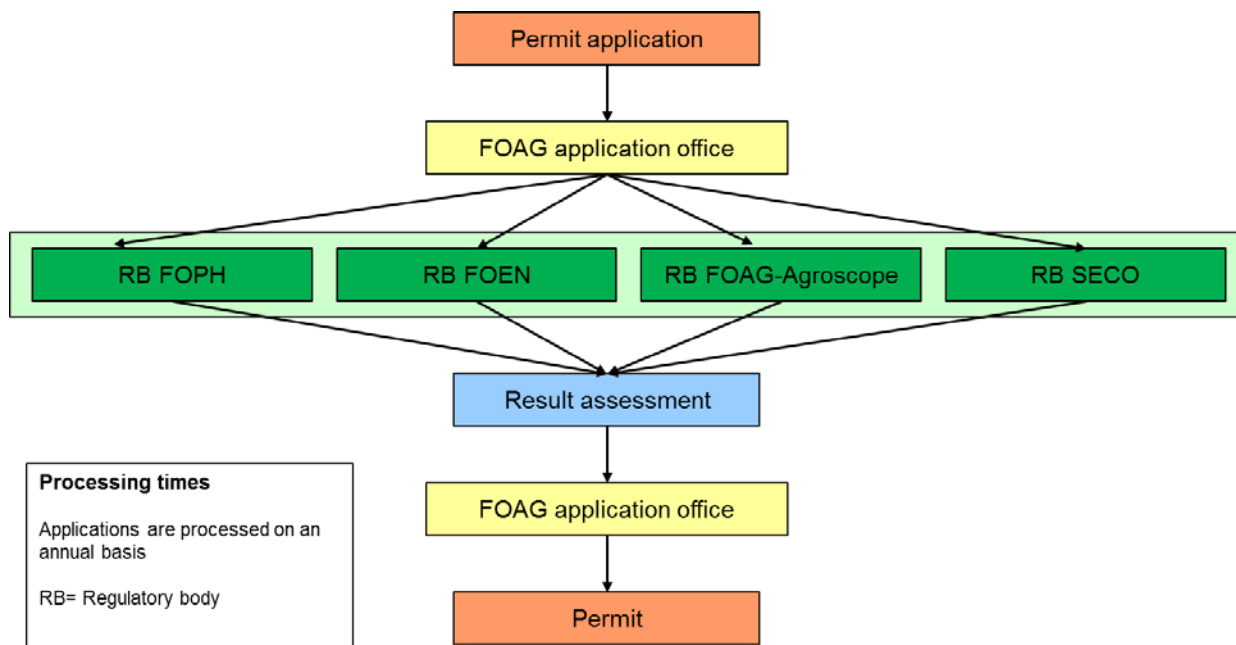 Permit application
FOAG application office
RB FOPH
RB FOEN
RB FOAG-Agroscope
RB SECO
Result assessment
FOAG application office
Permit
Processing times
Applications are processed on an
annual basis
RB= Regulatory body